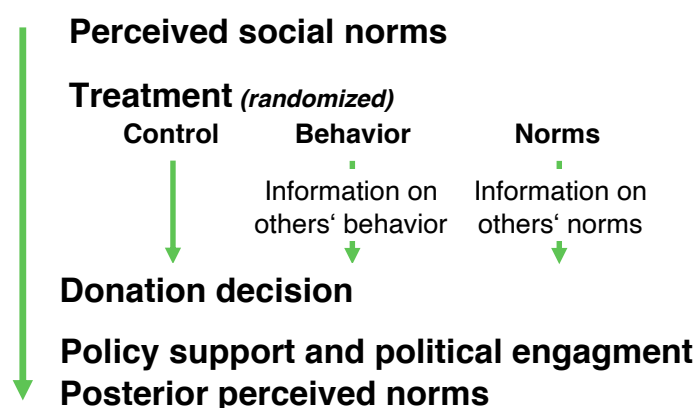 Perceived social norms
Treatment (randomized)
Control Behavior Norms
Information on Information on
others‘ behavior others‘ norms
Donation decision
Policy support and political engagment
Posterior perceived norms